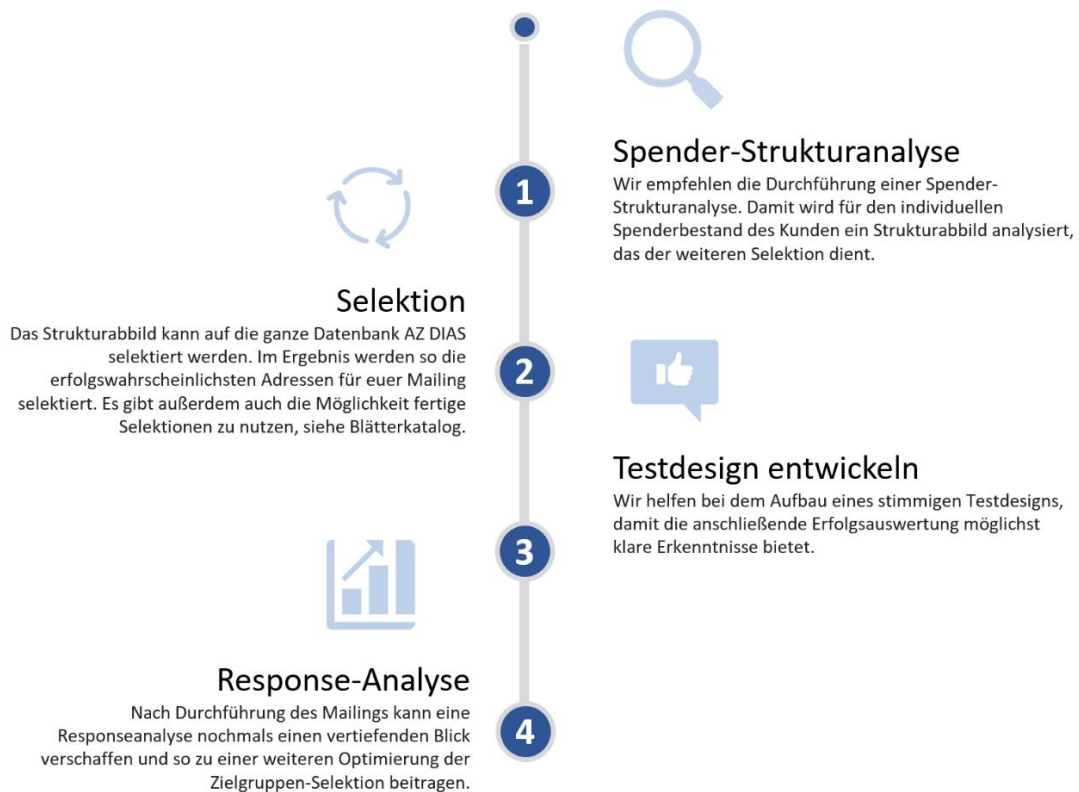 1
Spender-Strukturanalyse
Wir empfehlen die Durchführung einer Spender-
Strukturanalyse. Damit wird für den individuellen
Spenderbestand des Kunden ein Strukturabbild analysiert,
das der weiteren Selektion dient.
Selektion
Das Strukturabbild kann auf die ganze Datenbank AZ DIAS
selektiert werden. Im Ergebnis werden so die
erfolgswahrscheinlichsten Adressen für euer Mailing
selektiert. Es gibt außerdem auch die Möglichkeit fertige
Selektionen zu nutzen, siehe Blätterkatalog.
2
Testdesign entwickeln
Wir helfen bei dem Aufbau eines stimmigen Testdesigns,
damit die anschließende Erfolgsauswertung möglichst
klare Erkenntnisse bietet.
3
Response-Analyse
Nach Durchführung des Mailings kann eine
Responseanalyse nochmals einen vertiefenden Blick
verschaffen und so zu einer weiteren Optimierung der
Zielgruppen-Selektion beitragen.
4